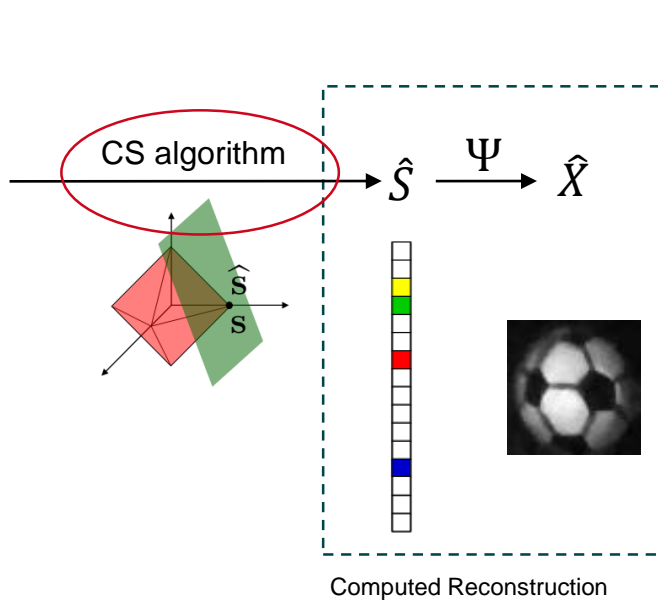 CS algorithm
Ŝ Ψ X̂
ŝ
s
Computed Reconstruction